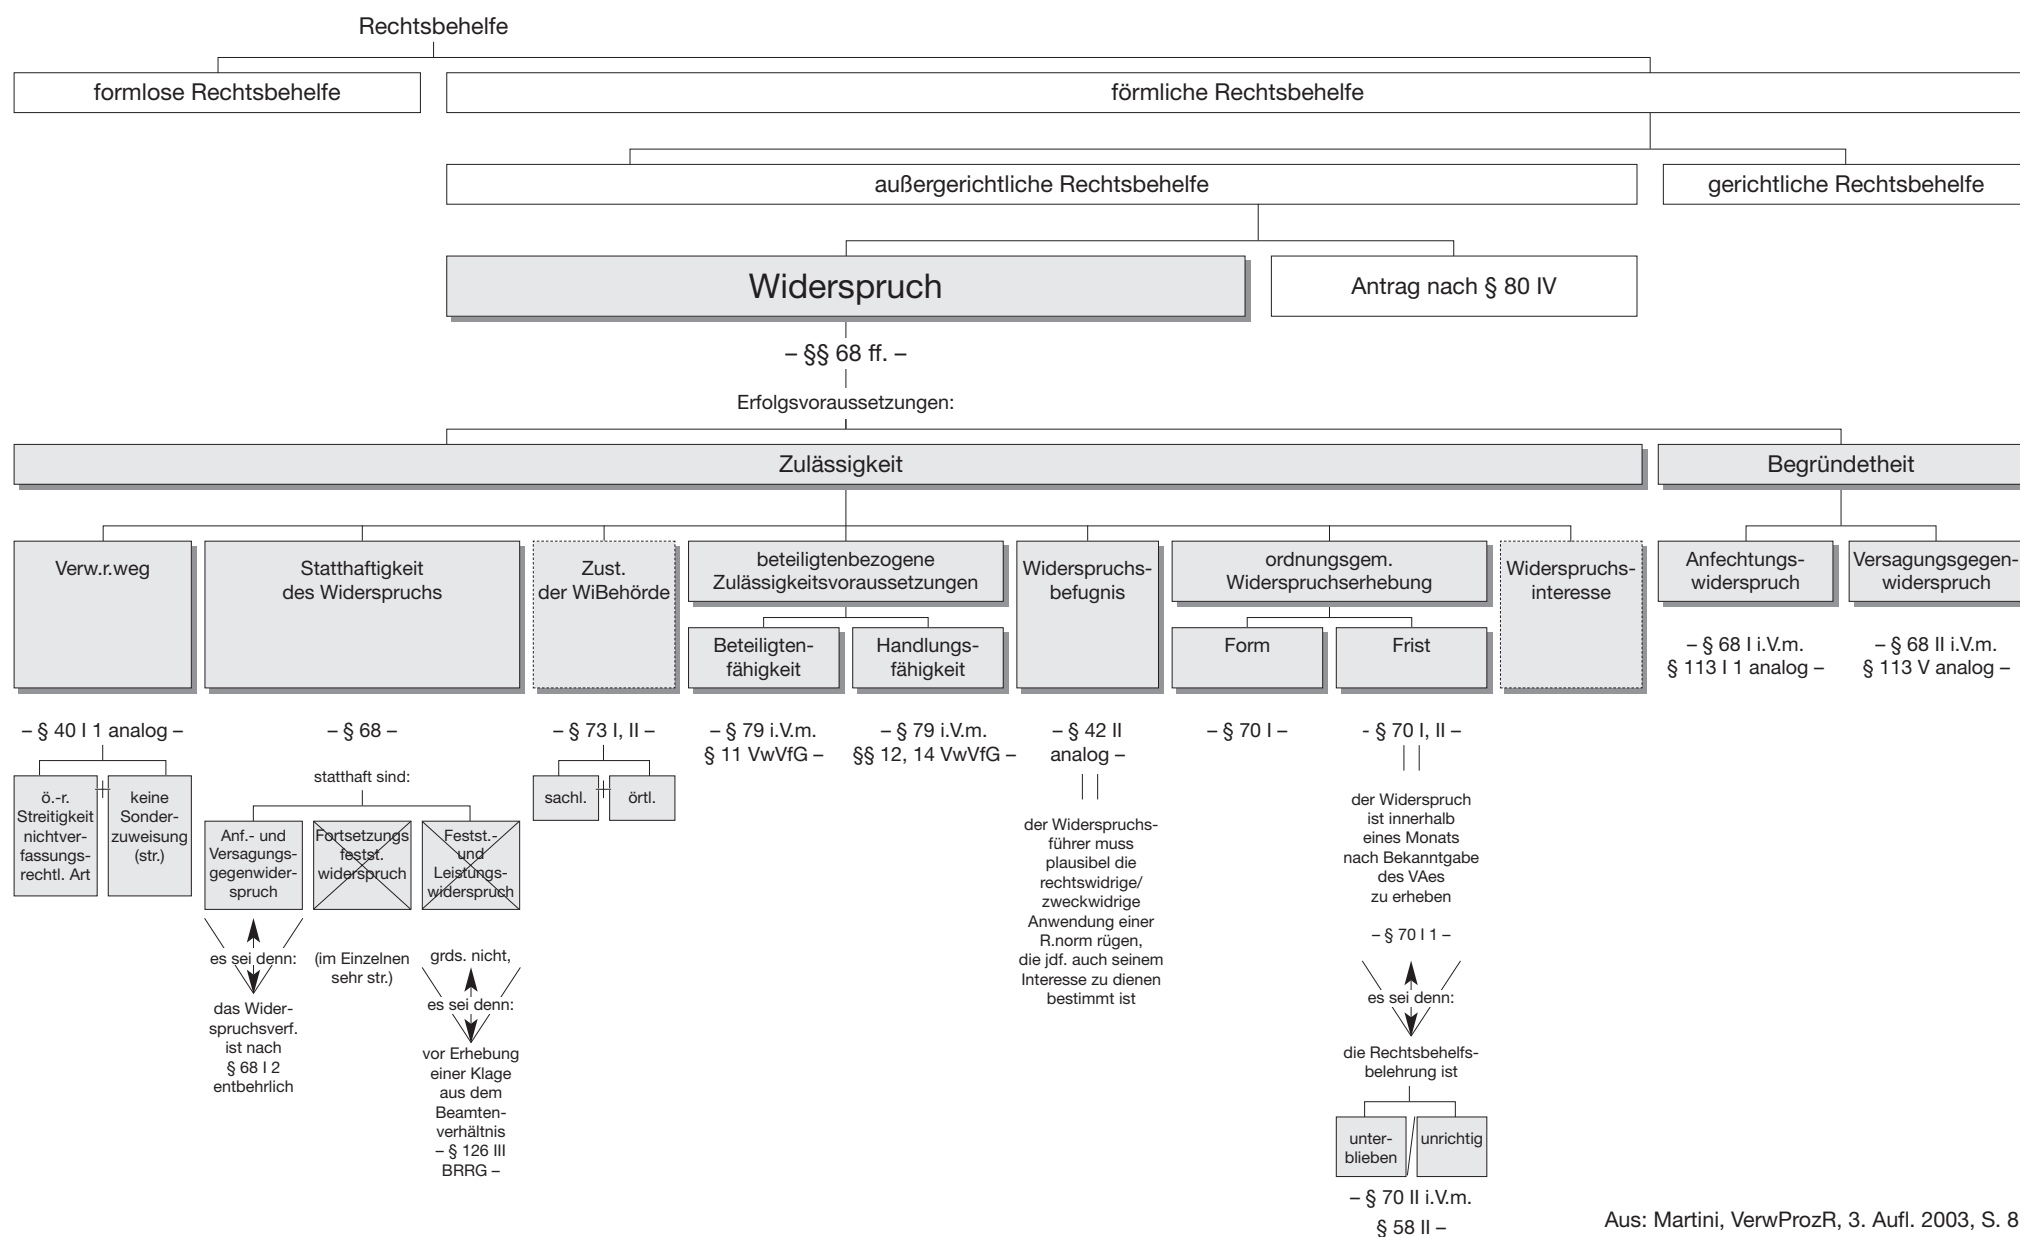 Rechtsbehelfe
formlose Rechtsbehelfe
förmliche Rechtsbehelfe
außergerichtliche Rechtsbehelfe
gerichtliche Rechtsbehelfe
Widerspruch
Antrag nach § 80 IV
– §§ 68 ff. –
Erfolgsvoraussetzungen:
Zulässigkeit
Begründetheit
Verw.r.weg
– § 40 I 1 analog –
ö.-r.
Streitigkeit
nichtver-
fassungs-
rechtl. Art
keine
Sonder-
zuweisung
(str.)
Statthaftigkeit
des Widerspruchs
– § 68 –
statthaft sind:
Anf.- und
Versagungs-
gegenwider-
spruch
es sei denn:
das Wider-
spruchsverf.
ist nach
§ 68 I 2
entbehrlich
Fortsetzungs
festst.
widerspruch
(im Einzelnen
sehr str.)
Festst.-
und
Leistungs-
widerspruch
grds. nicht,
es sei denn:
vor Erhebung
einer Klage
aus dem
Beamten-
verhältnis
– § 126 III
BRRG –
Zust.
der WiBehörde
– § 73 I, II –
sachl.
örtl.
beteiligtenbezogene
Zulässigkeitsvoraussetzungen
Beteiligten-
fähigkeit
– § 79 i.V.m.
§ 11 VwVfG –
Handlungs-
fähigkeit
– § 79 i.V.m.
§§ 12, 14 VwVfG –
Widerspruchs-
befugnis
– § 42 II
analog –
der Widerspruchs-
führer muss
plausibel die
rechtswidrige/
zweckwidrige
Anwendung einer
R.norm rügen,
die jdf. auch seinem
Interesse zu dienen
bestimmt ist
ordnungsgem.
Widerspruchserhebung
Form
– § 70 I –
Frist
- § 70 I, II –
der Widerspruch
ist innerhalb
eines Monats
nach Bekanntgabe
des VAes
zu erheben
– § 70 I 1 –
es sei denn:
die Rechtsbehelfs-
belehrung ist
unter-
blieben
unrichtig
– § 70 II i.V.m.
§ 58 II –
Widerspruchs-
interesse
Anfechtungs-
widerspruch
– § 68 I i.V.m.
§ 113 I 1 analog –
Versagungsgegen-
widerspruch
– § 68 II i.V.m.
§ 113 V analog –
Aus: Martini, VerwProzR, 3. Aufl. 2003, S. 8